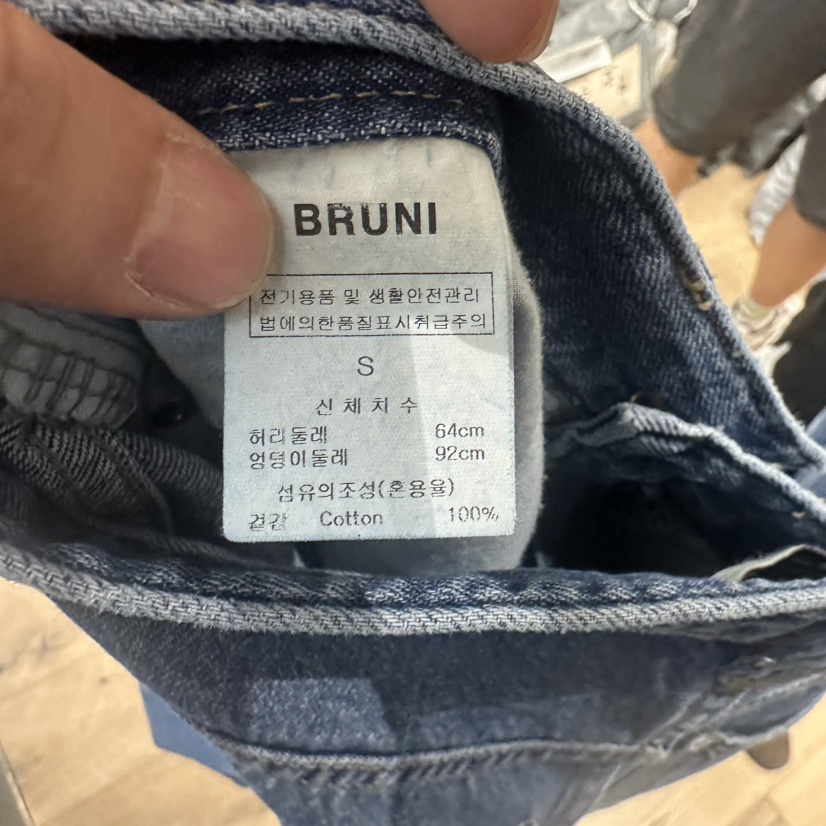 BRUNI
전기용품 및 생활안전관리
법에의한품질표시취급주의
S
신체치수
허리둘레 64cm
엉덩이둘레 92cm
섬유의조성(혼용율)
겉감 Cotton 100%